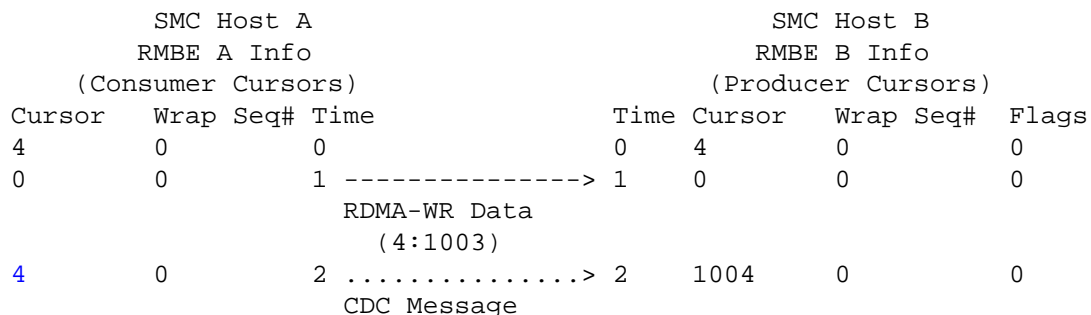 SMC Host A                              SMC Host B
RMBE A Info                             RMBE B Info
(Consumer Cursors)                      (Producer Cursors)
Cursor   Wrap Seq# Time               Time Cursor   Wrap Seq#  Flags
4        0         0                  0    4        0          0
0        0         1 ---------------> 1    0        0          0
RDMA-WR Data
(4:1003)
4        0         2 ...............> 2    1004     0          0
CDC Message